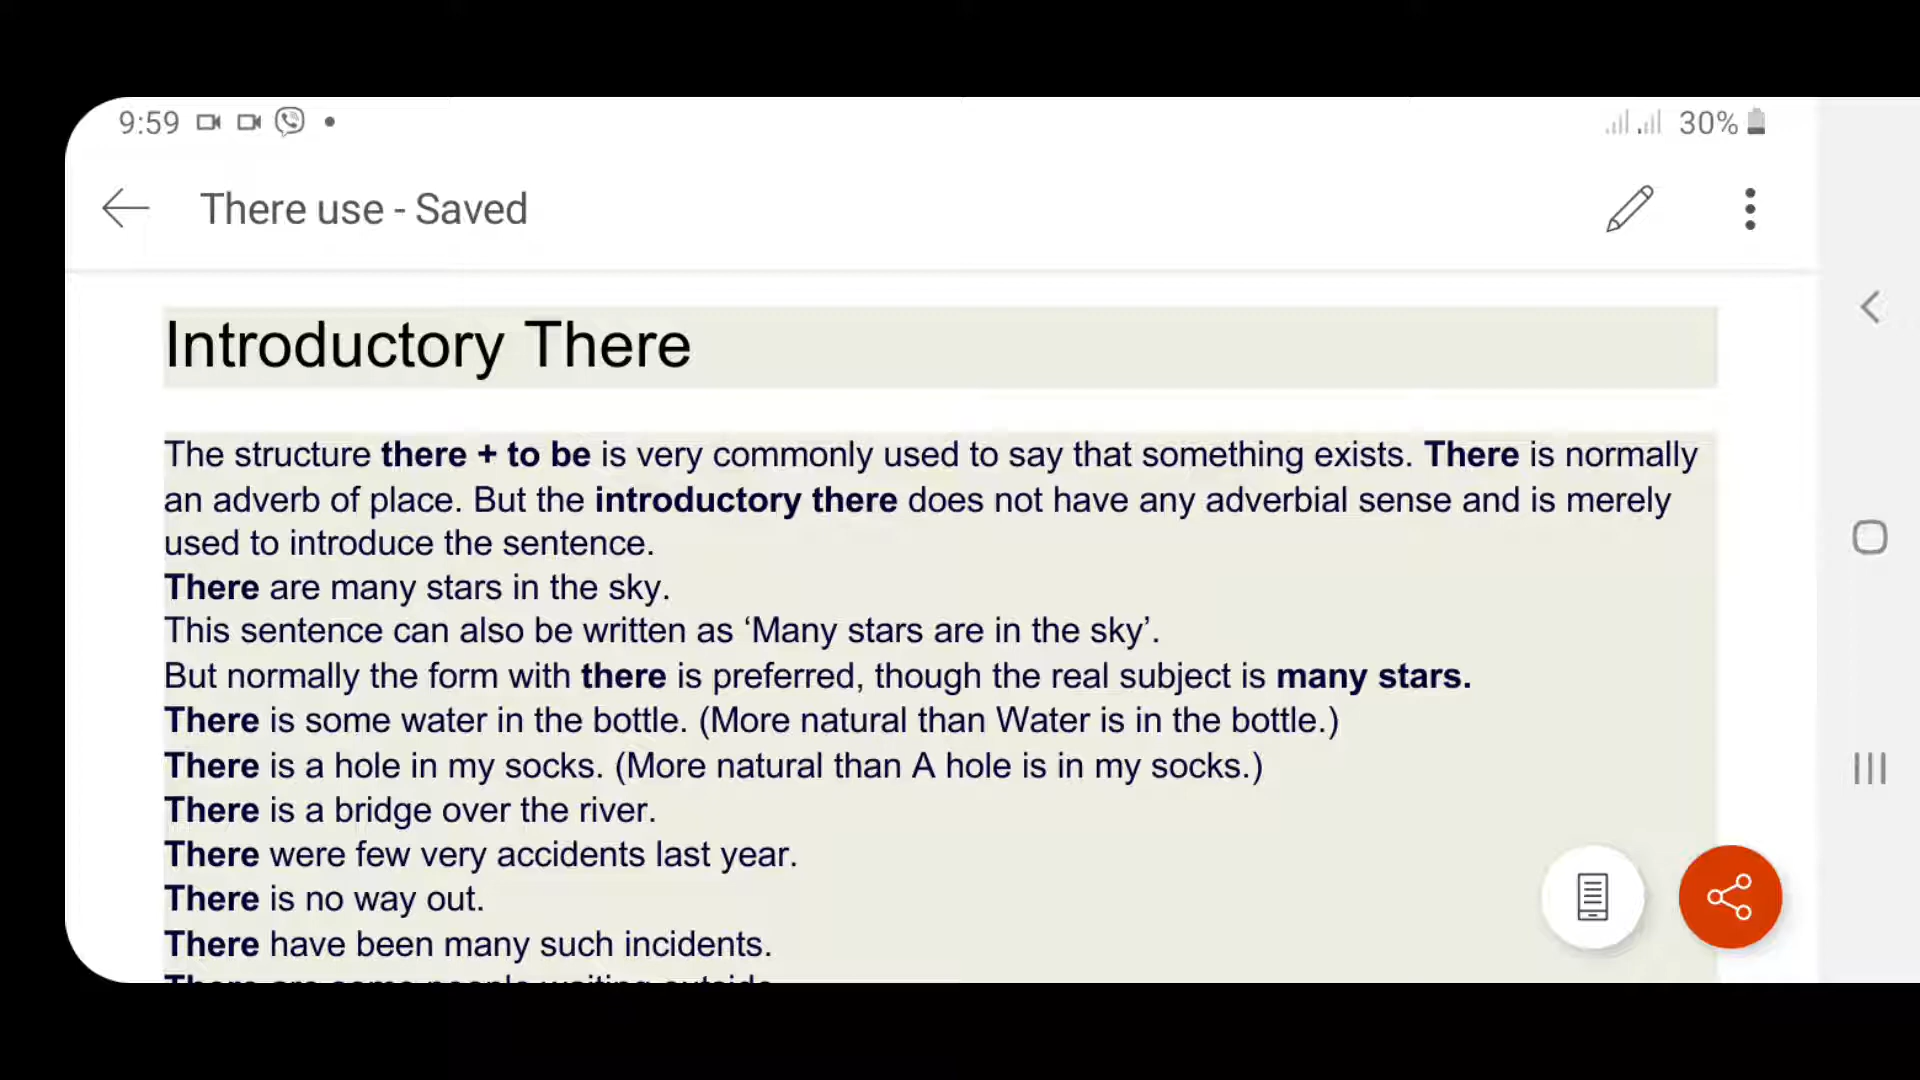 9:59
30%
There use - Saved
Introductory There
The structure there + to be is very commonly used to say that something exists. There is normally
an adverb of place. But the introductory there does not have any adverbial sense and is merely
used to introduce the sentence.
There are many stars in the sky.
This sentence can also be written as ‘Many stars are in the sky’.
But normally the form with there is preferred, though the real subject is many stars.
There is some water in the bottle. (More natural than Water is in the bottle.)
There is a hole in my socks. (More natural than A hole is in my socks.)
There is a bridge over the river.
There were few very accidents last year.
There is no way out.
There have been many such incidents.
There are some people waiting outside.